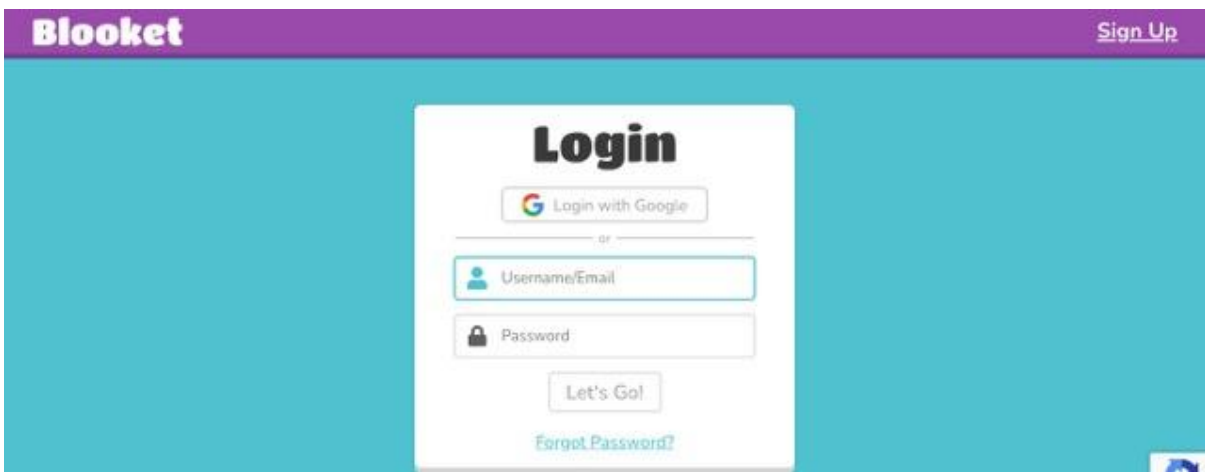 Blooket
Sign Up
Login
Login with Google
or
Username/Email
Password
Let's Go!
Forgot Password?